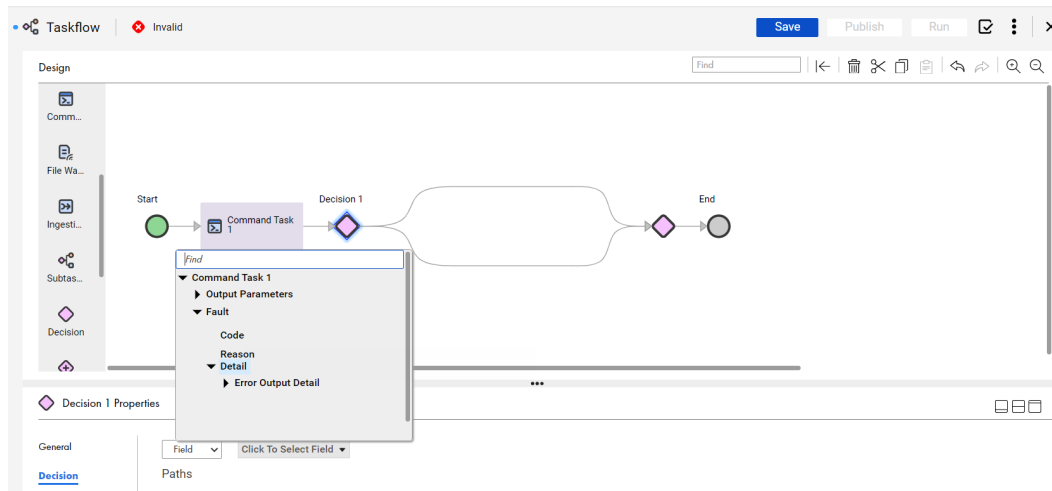 Taskflow
Invalid
Save
Publish
Run
Design
Find
Comm...
File Wa...
Ingesti...
Subtas...
Decision
Start
Command Task
1
Decision 1
End
Find
Command Task 1
Output Parameters
Fault
Code
Reason
Detail
Error Output Detail
Decision 1 Properties
General
Decision
Field
Click To Select Field
Paths